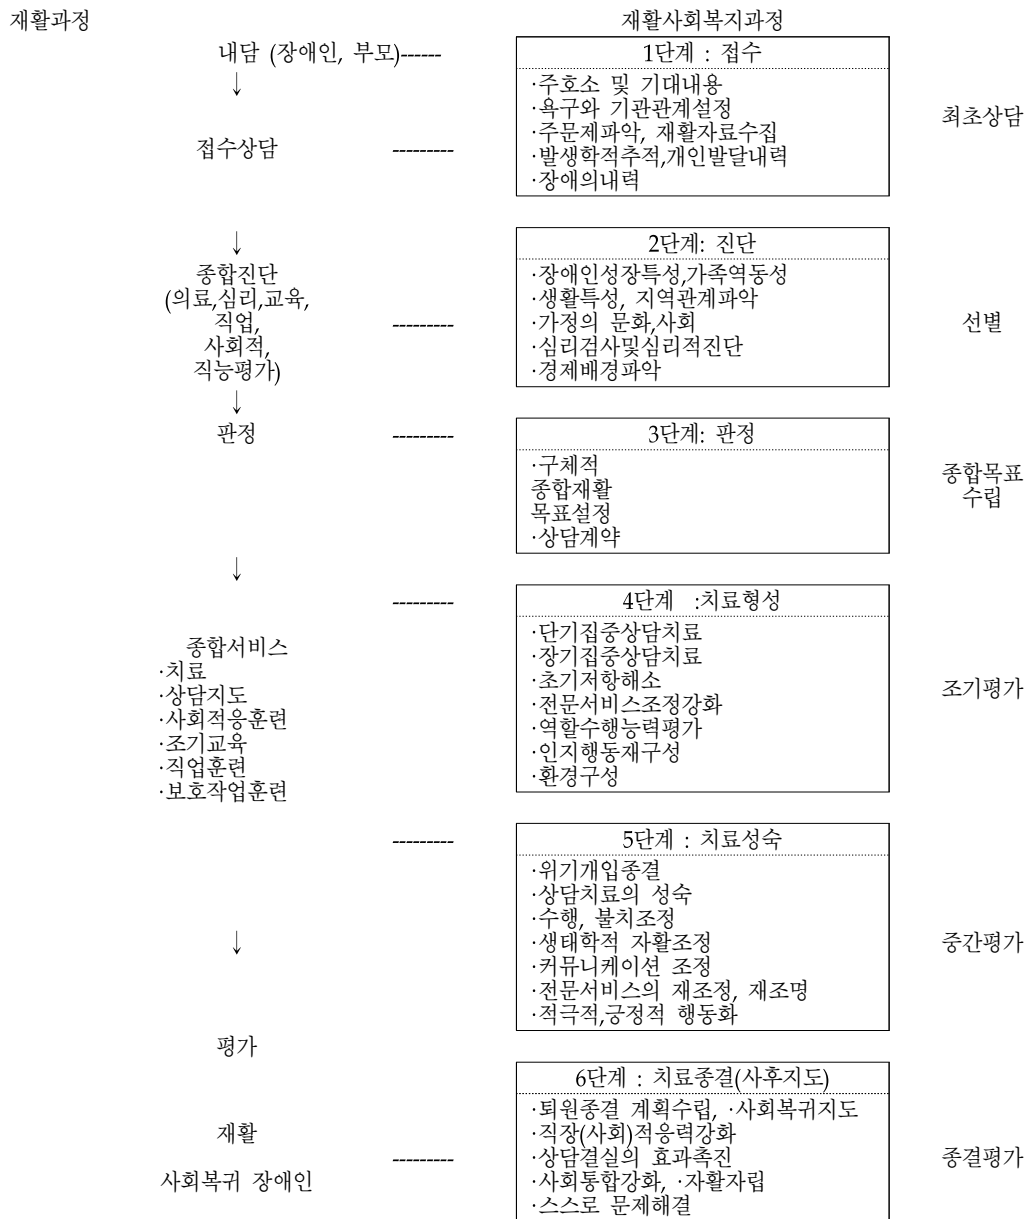 재활과정 재활사회복지과정
내담 (장애인, 부모)------ 1단계 : 접수
↓ ·주호소 및 기대내용
·욕구와 기관관계설정
최초상담
·주문제파악, 재활자료수집
접수상담 --------- ·발생학적추적,개인발달내력
·장애의내력
↓ 2단계: 진단
종합진단 ·장애인성장특성,가족역동성
(의료,심리,교육, ·생활특성, 지역관계파악
직업, --------- ·가정의 문화,사회 선별
사회적, ·심리검사및심리적진단
직능평가) ·경제배경파악
↓
판정 --------- 3단계: 판정
·구체적
종합재활 종합목표
목표설정 수립
·상담계약
↓
--------- 4단계 :치료형성
·단기집중상담치료
종합서비스 ·장기집중상담치료
·치료 ·초기저항해소
·상담지도 ·전문서비스조정강화 조기평가
·사회적응훈련 ·역할수행능력평가
·조기교육 ·인지행동재구성
·직업훈련 ·환경구성
·보호작업훈련
--------- 5단계 : 치료성숙
·위기개입종결
·상담치료의 성숙
·수행, 불치조정
↓ ·생태학적 자활조정 중간평가
·커뮤니케이션 조정
·전문서비스의 재조정, 재조명
·적극적,긍정적 행동화
평가
6단계 : 치료종결(사후지도)
·퇴원종결 계획수립, ·사회복귀지도
재활 ·직장(사회)적응력강화
--------- ·상담결실의 효과촉진 종결평가
사회복귀 장애인 ·사회통합강화, ·자활자립
·스스로 문제해결